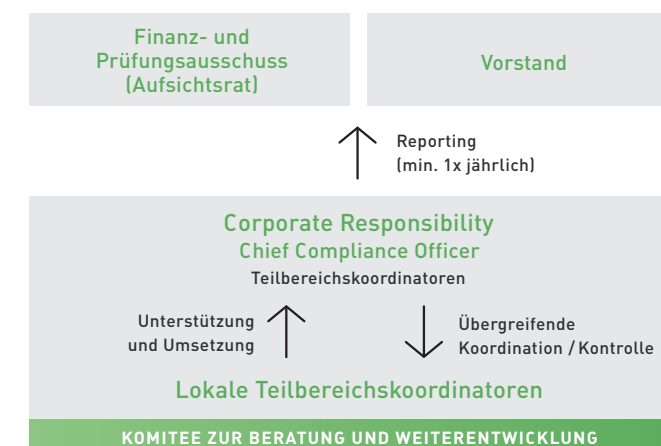 Finanz- und
Prüfungsausschuss
(Aufsichtsrat)
Vorstand
Reporting
(min. 1x jährlich)
Corporate Responsibility
Chief Compliance Officer
Teilbereichskoordinatoren
Unterstützung
und Umsetzung
Übergreifende
Koordination / Kontrolle
Lokale Teilbereichskoordinatoren
KOMITEE ZUR BERATUNG UND WEITERENTWICKLUNG